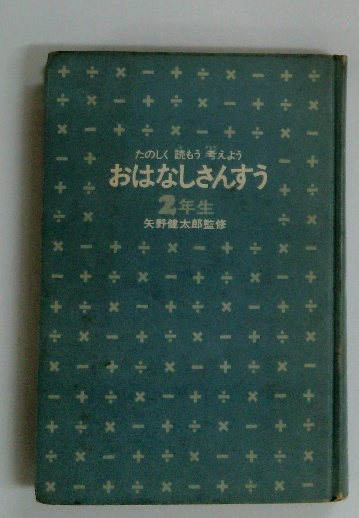 たのしく 読もう 考えよう
おはなしさんすう
2年生
矢野健太郎監修